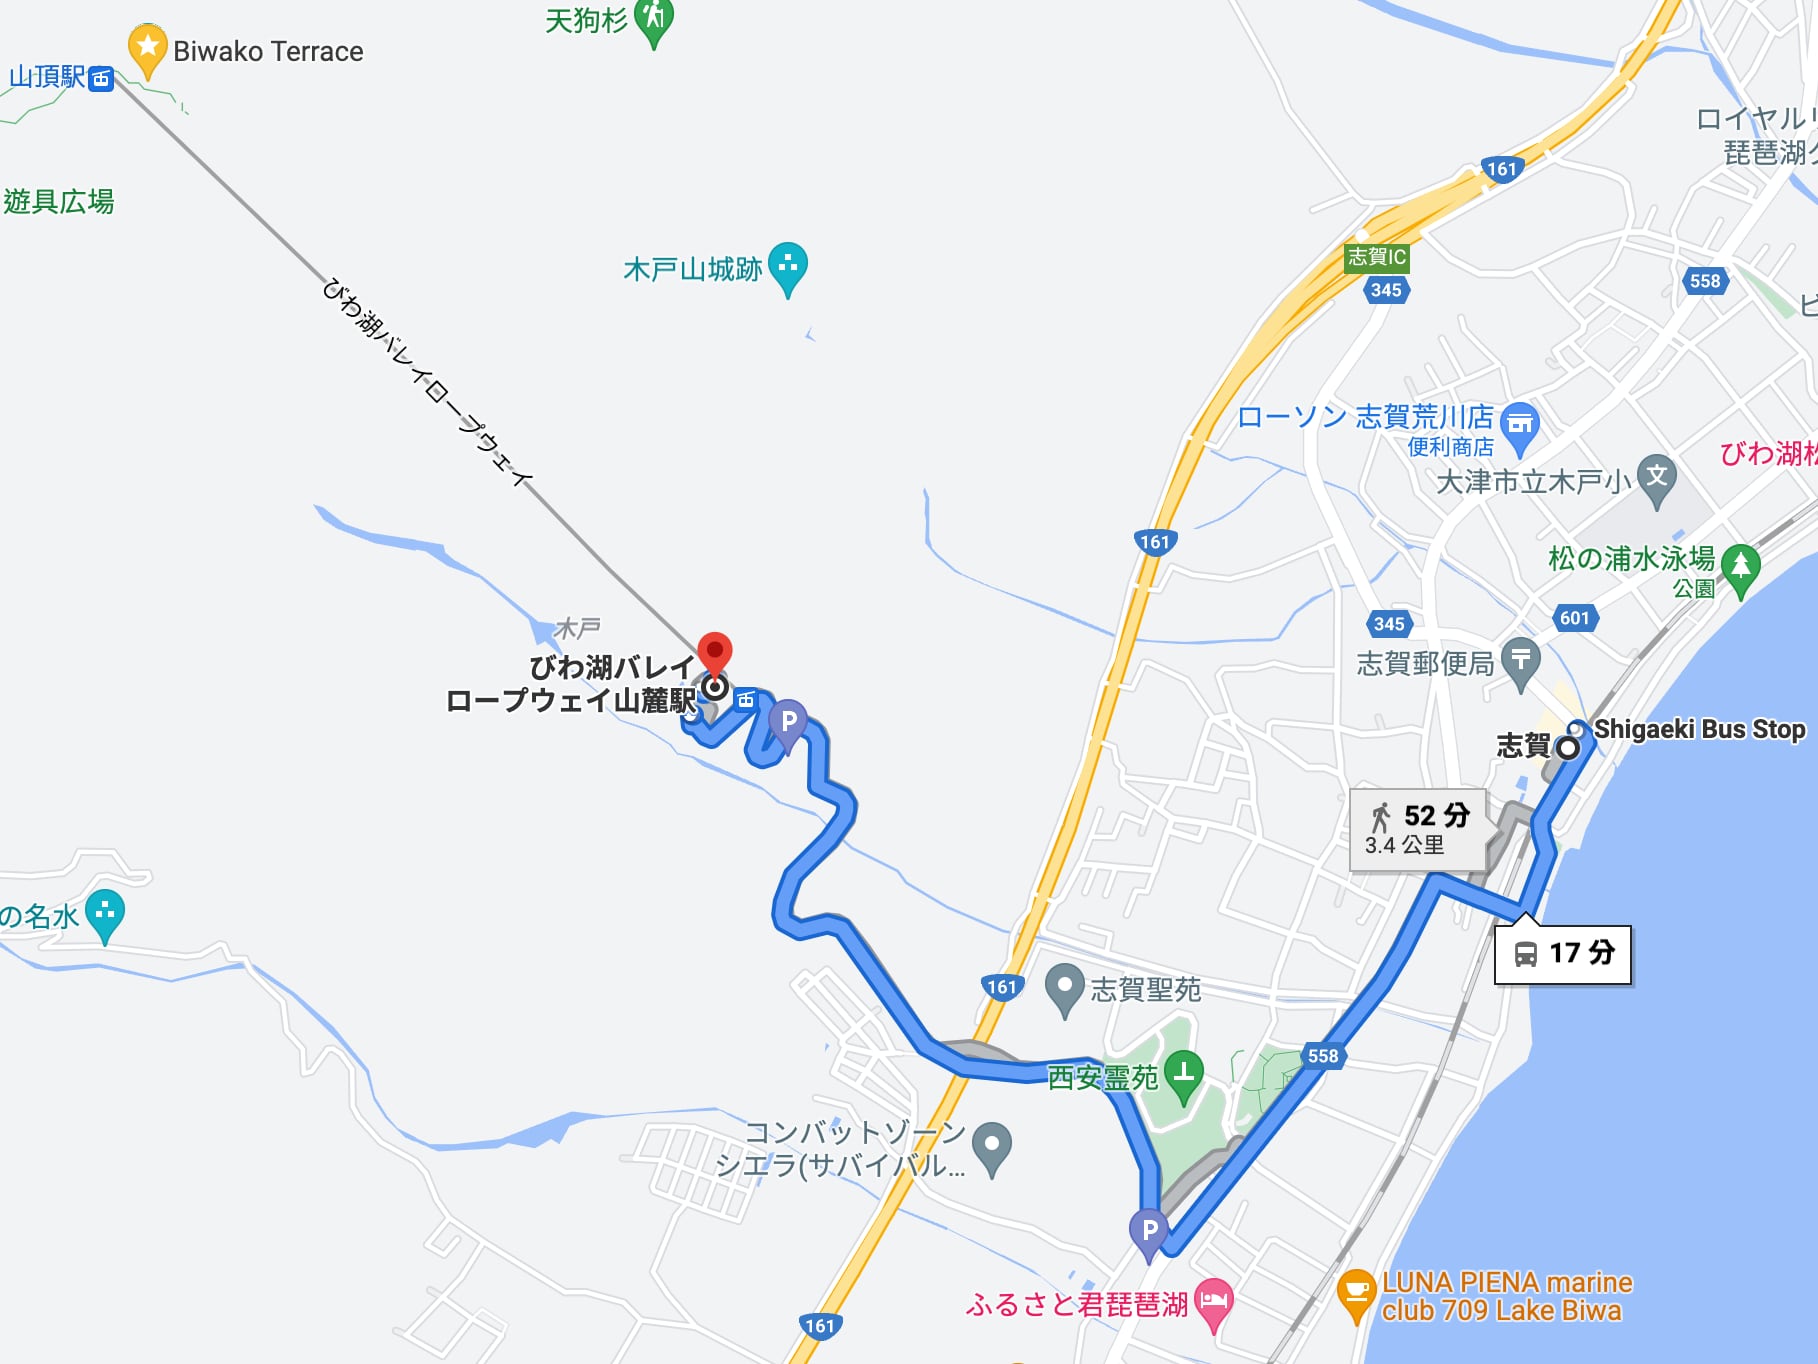 天狗杉
Biwako Terrace
山頂駅
遊具広場
びわ湖バレイロープウェイ
木戸山城跡
161
志賀IC
345
558
ロイヤルリ
琵琶湖ク
ローソン 志賀荒川店
便利商店
大津市立木戸小
文
びわ湖松
161
松の浦水泳場
公園
345
601
志賀郵便局
木戸
びわ湖バレイ
ロープウェイ山麓駅
P
Shigaeki Bus Stop
志賀
52 分
3.4 公里
17 分
の名水
161
志賀聖苑
西安霊苑
558
コンバットゾーン
シエラ(サバイバル...
P
ふるさと君琵琶湖
LUNA PIENA marine
club 709 Lake Biwa
161